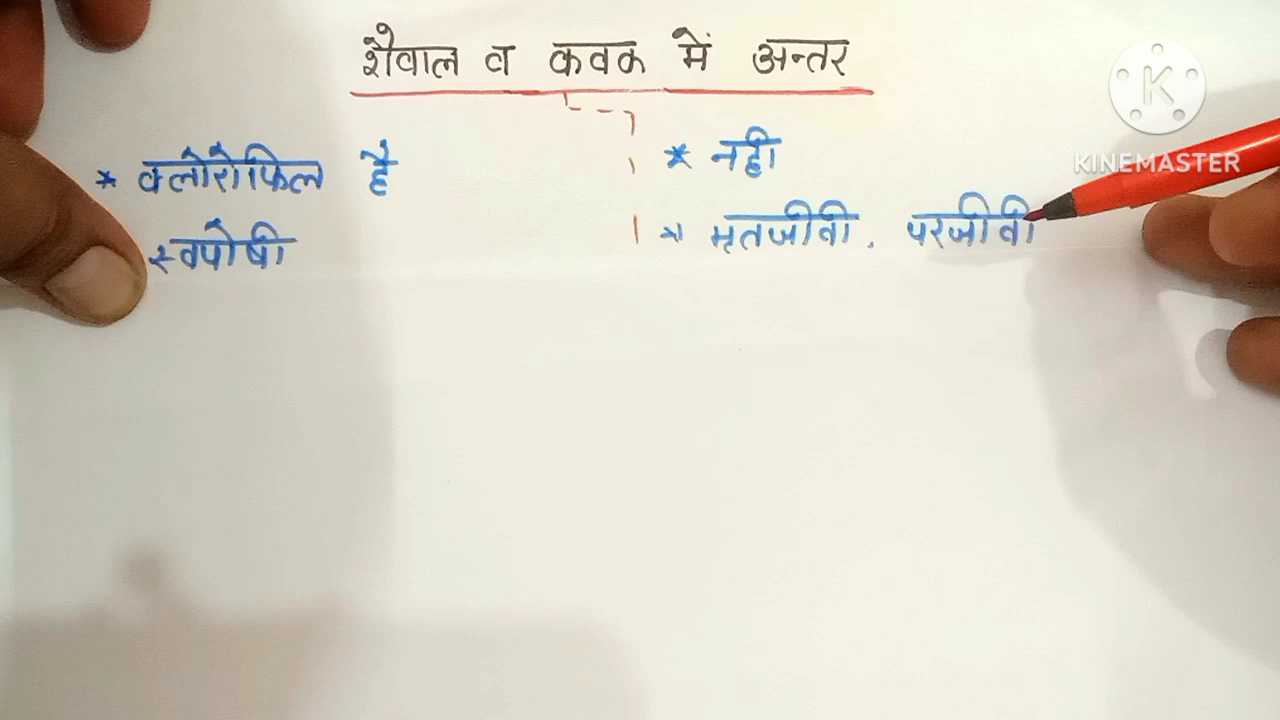 शैवाल व कवक में अन्तर
* क्लोरोफिल है
स्वपोषी
* नही
* मृतजीवी, परजीवी
KINEMASTER